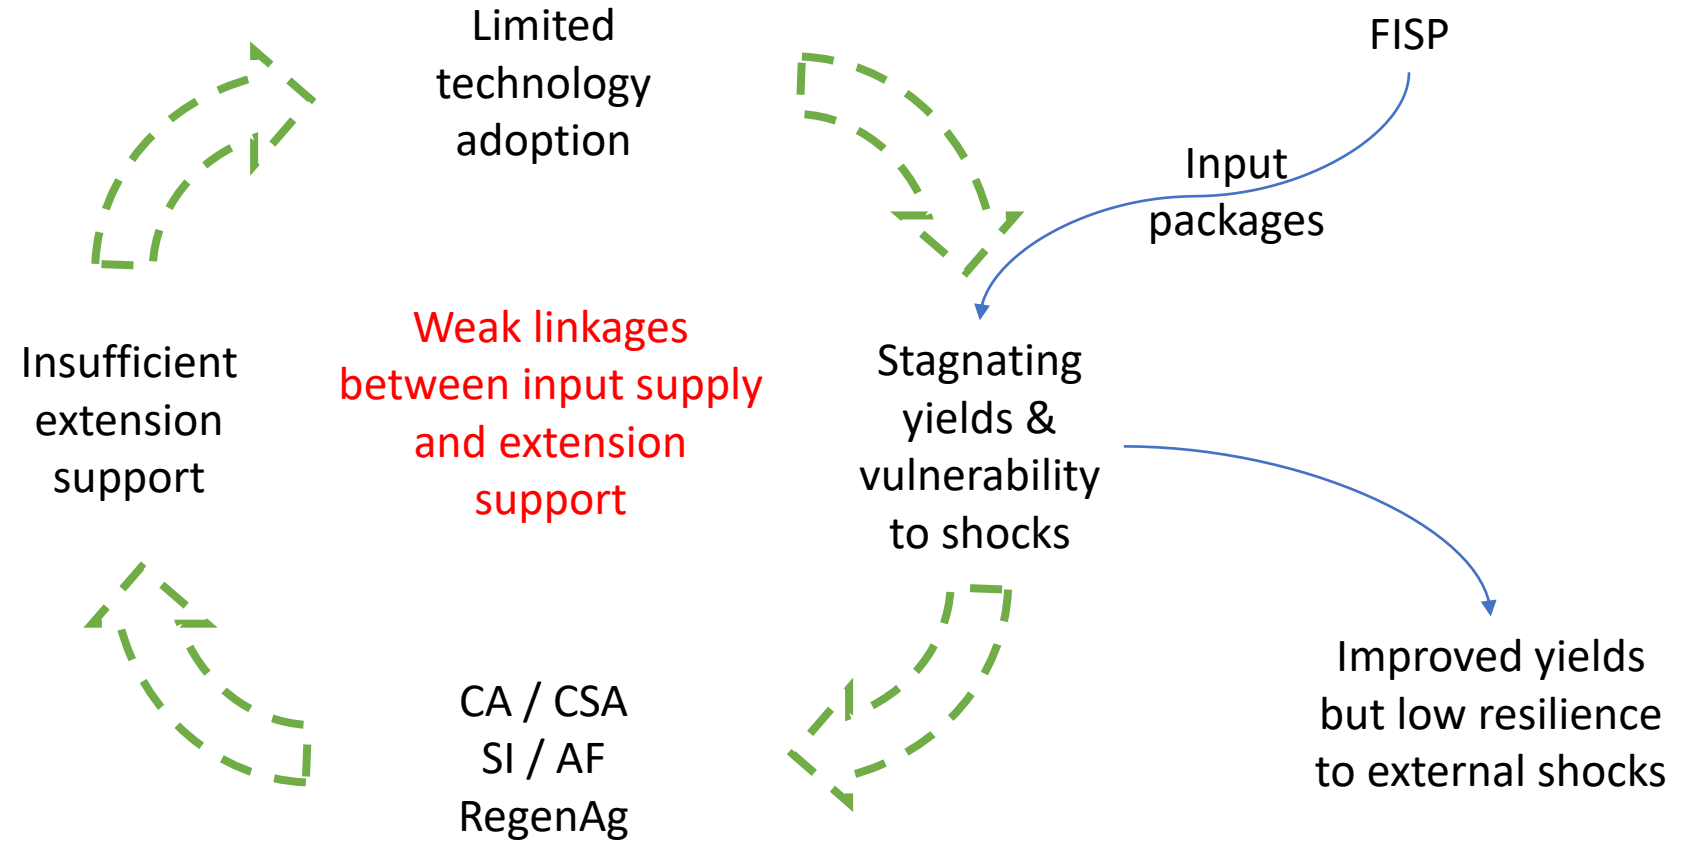 Limited
technology
adoption
FISP
Input
packages
Insufficient
extension
support
Weak linkages
between input supply
and extension
support
Stagnating
yields &
vulnerability
to shocks
CA / CSA
SI / AF
RegenAg
Improved yields
but low resilience
to external shocks